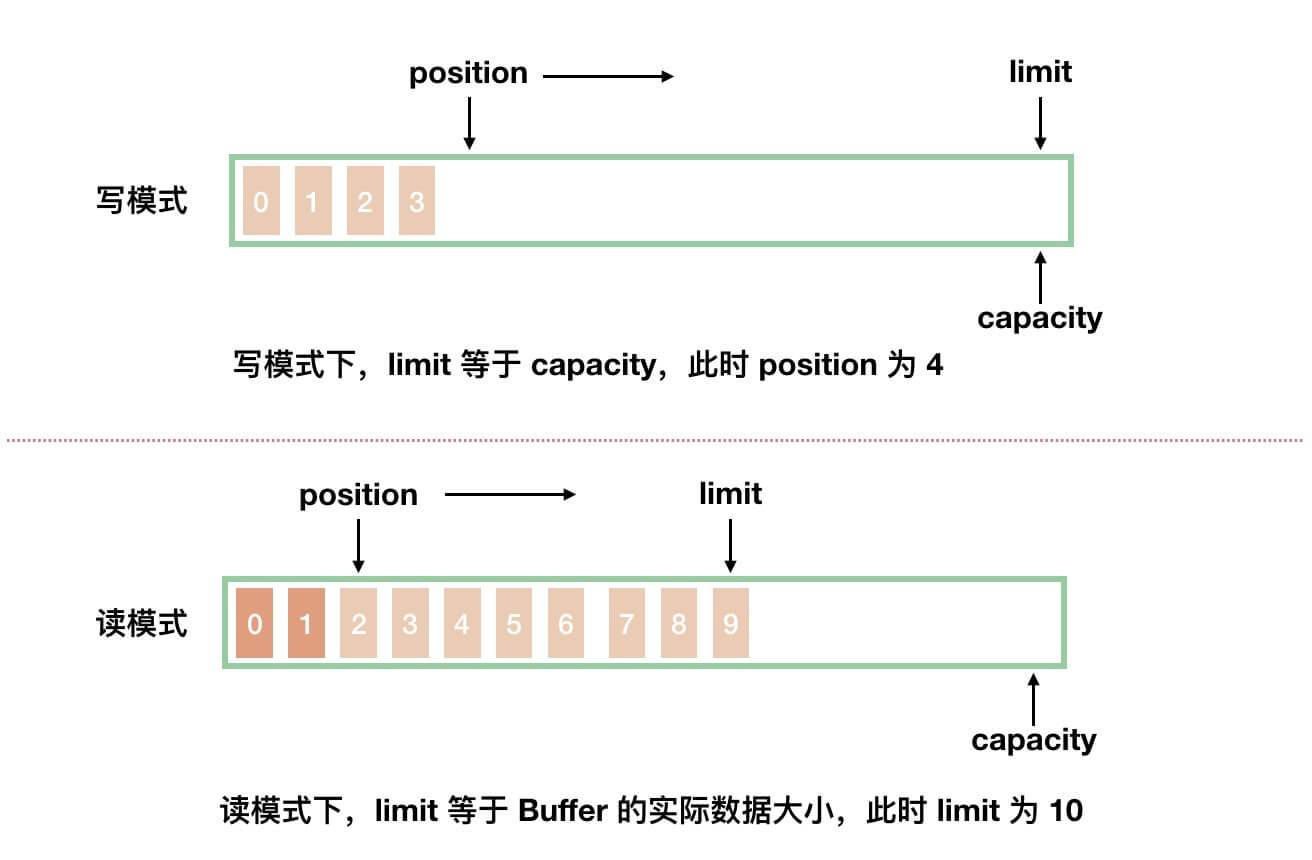 position
limit
写模式
0 1 2 3
capacity
写模式下，limit 等于 capacity，此时 position 为 4
position
limit
读模式
0 1 2 3 4 5 6 7 8 9
capacity
读模式下，limit 等于 Buffer 的实际数据大小，此时 limit 为 10